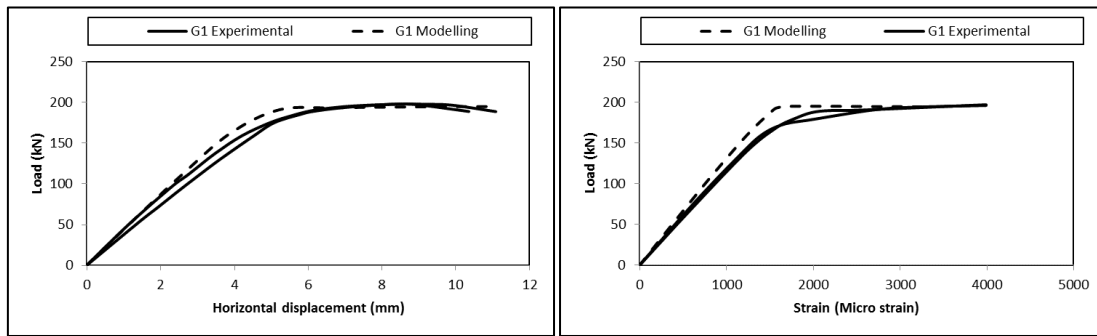 G1 Experimental G1 Modelling
250
200
150
100
50
0
Load (kN)
0 2 4 6 8 10 12
Horizontal displacement (mm)
G1 Modelling G1 Experimental
250
200
150
100
50
0
Load (kN)
0 1000 2000 3000 4000 5000
Strain (Micro strain)